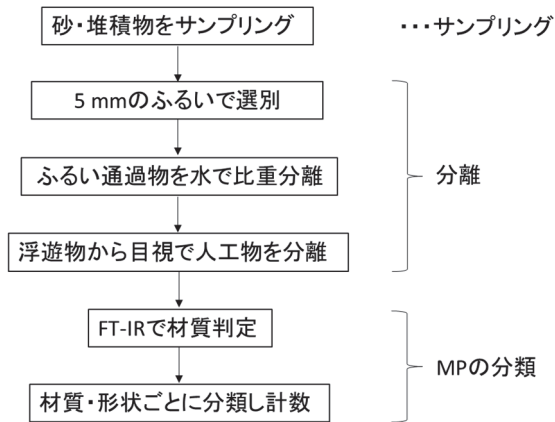 砂・堆積物をサンプリング
･･･サンプリング
5 mmのふるいで選別
ふるい通過物を水で比重分離
分離
浮遊物から目視で人工物を分離
FT-IRで材質判定
MPの分類
材質・形状ごとに分類し計数